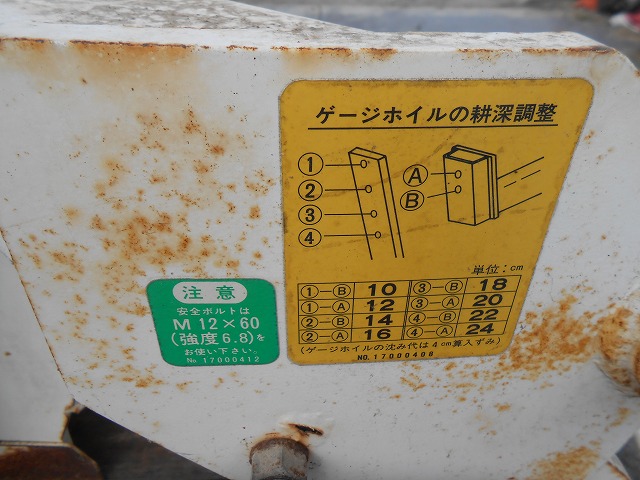 ゲージホイルの耕深調整
① Ⓐ
② Ⓑ
③
④
単位:cm
①—Ⓑ 10 ③—Ⓑ 18
①—Ⓐ 12 ③—Ⓐ 20
②—Ⓑ 14 ④—Ⓑ 22
②—Ⓐ 16 ④—Ⓐ 24
(ゲージホイルの沈み代は4cm算入ずみ)
NO.17000408
注意
安全ボルトは
M 12×60
(強度6.8)を
お使い下さい。
No.17000412